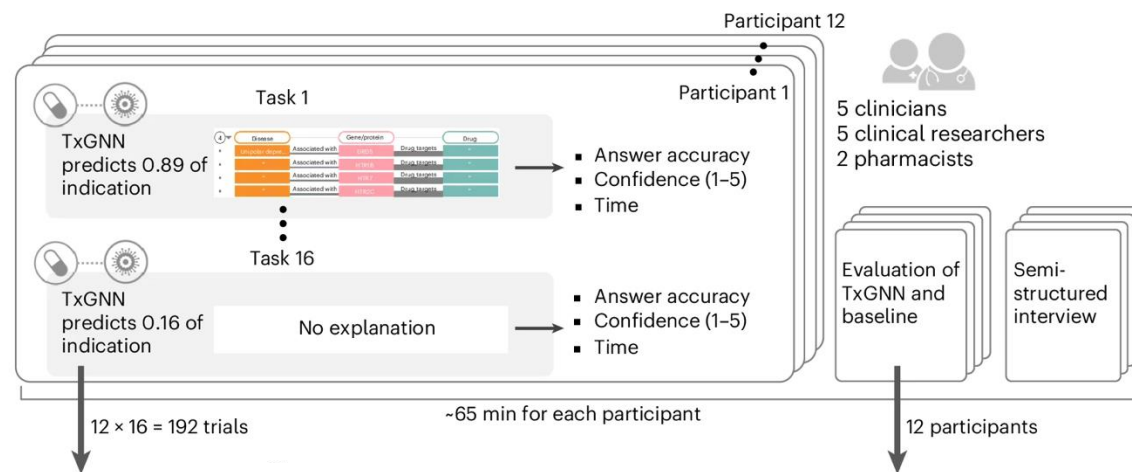 Participant 12
Participant 1
5 clinicians
5 clinical researchers
2 pharmacists
Task 1
TxGNN
predicts 0.89 of
indication
4
Disease
Gene/protein
Drug
Associated with
Drug targets
Associated with
Drug targets
Associated with
Drug targets
Associated with
Drug targets
Answer accuracy
Confidence (1–5)
Time
Task 16
TxGNN
predicts 0.16 of
indication
No explanation
Answer accuracy
Confidence (1–5)
Time
Evaluation of
TxGNN and
baseline
Semi-
structured
interview
~65 min for each participant
12 × 16 = 192 trials
12 participants